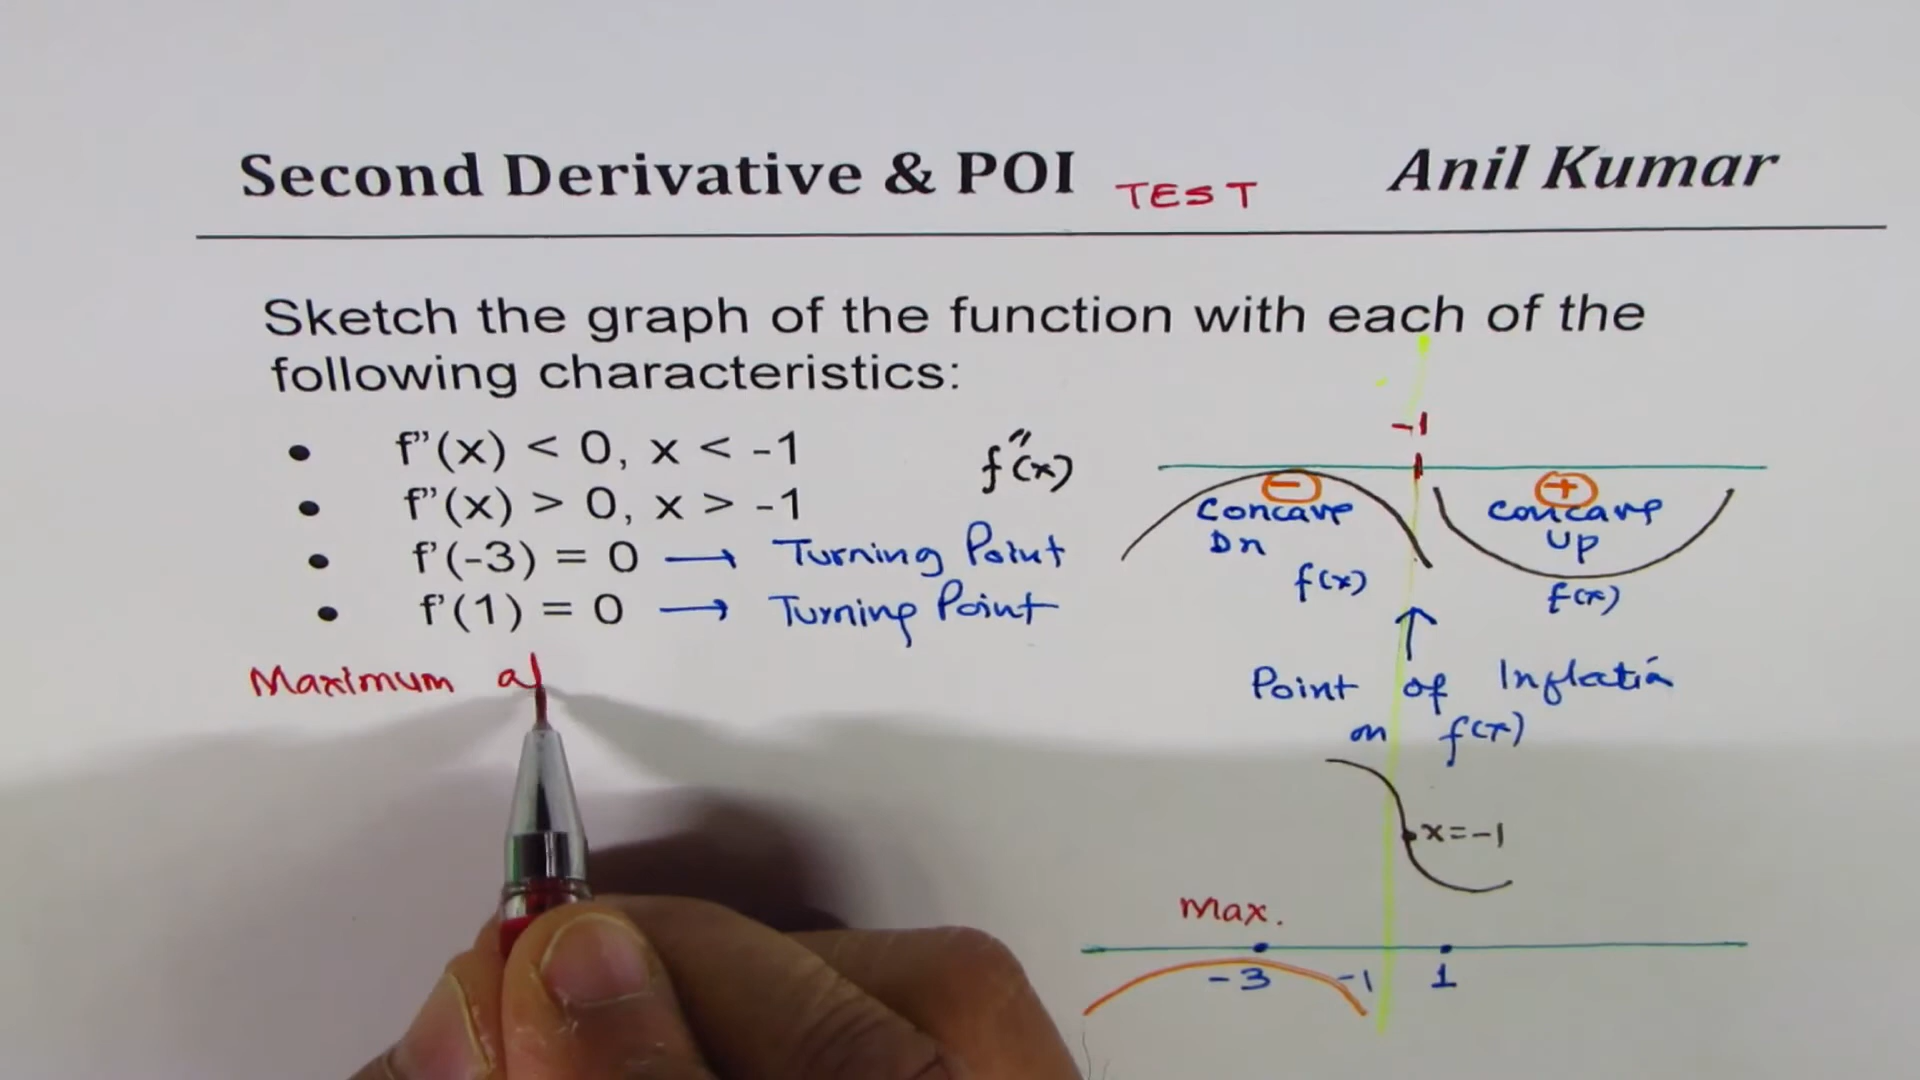 Second Derivative & POI TEST Anil Kumar
Sketch the graph of the function with each of the
following characteristics:
• f”(x) < 0, x < -1
• f”(x) > 0, x > -1
• f’(-3) = 0 → Turning Point
• f’(1) = 0 → Turning Point
Maximum at
f"(x)
-1
− +
Concave Concave
Dn Up
f(x) f(x)
Point of Inflection
on f(x)
x=-1
Max.
-3 -1 1